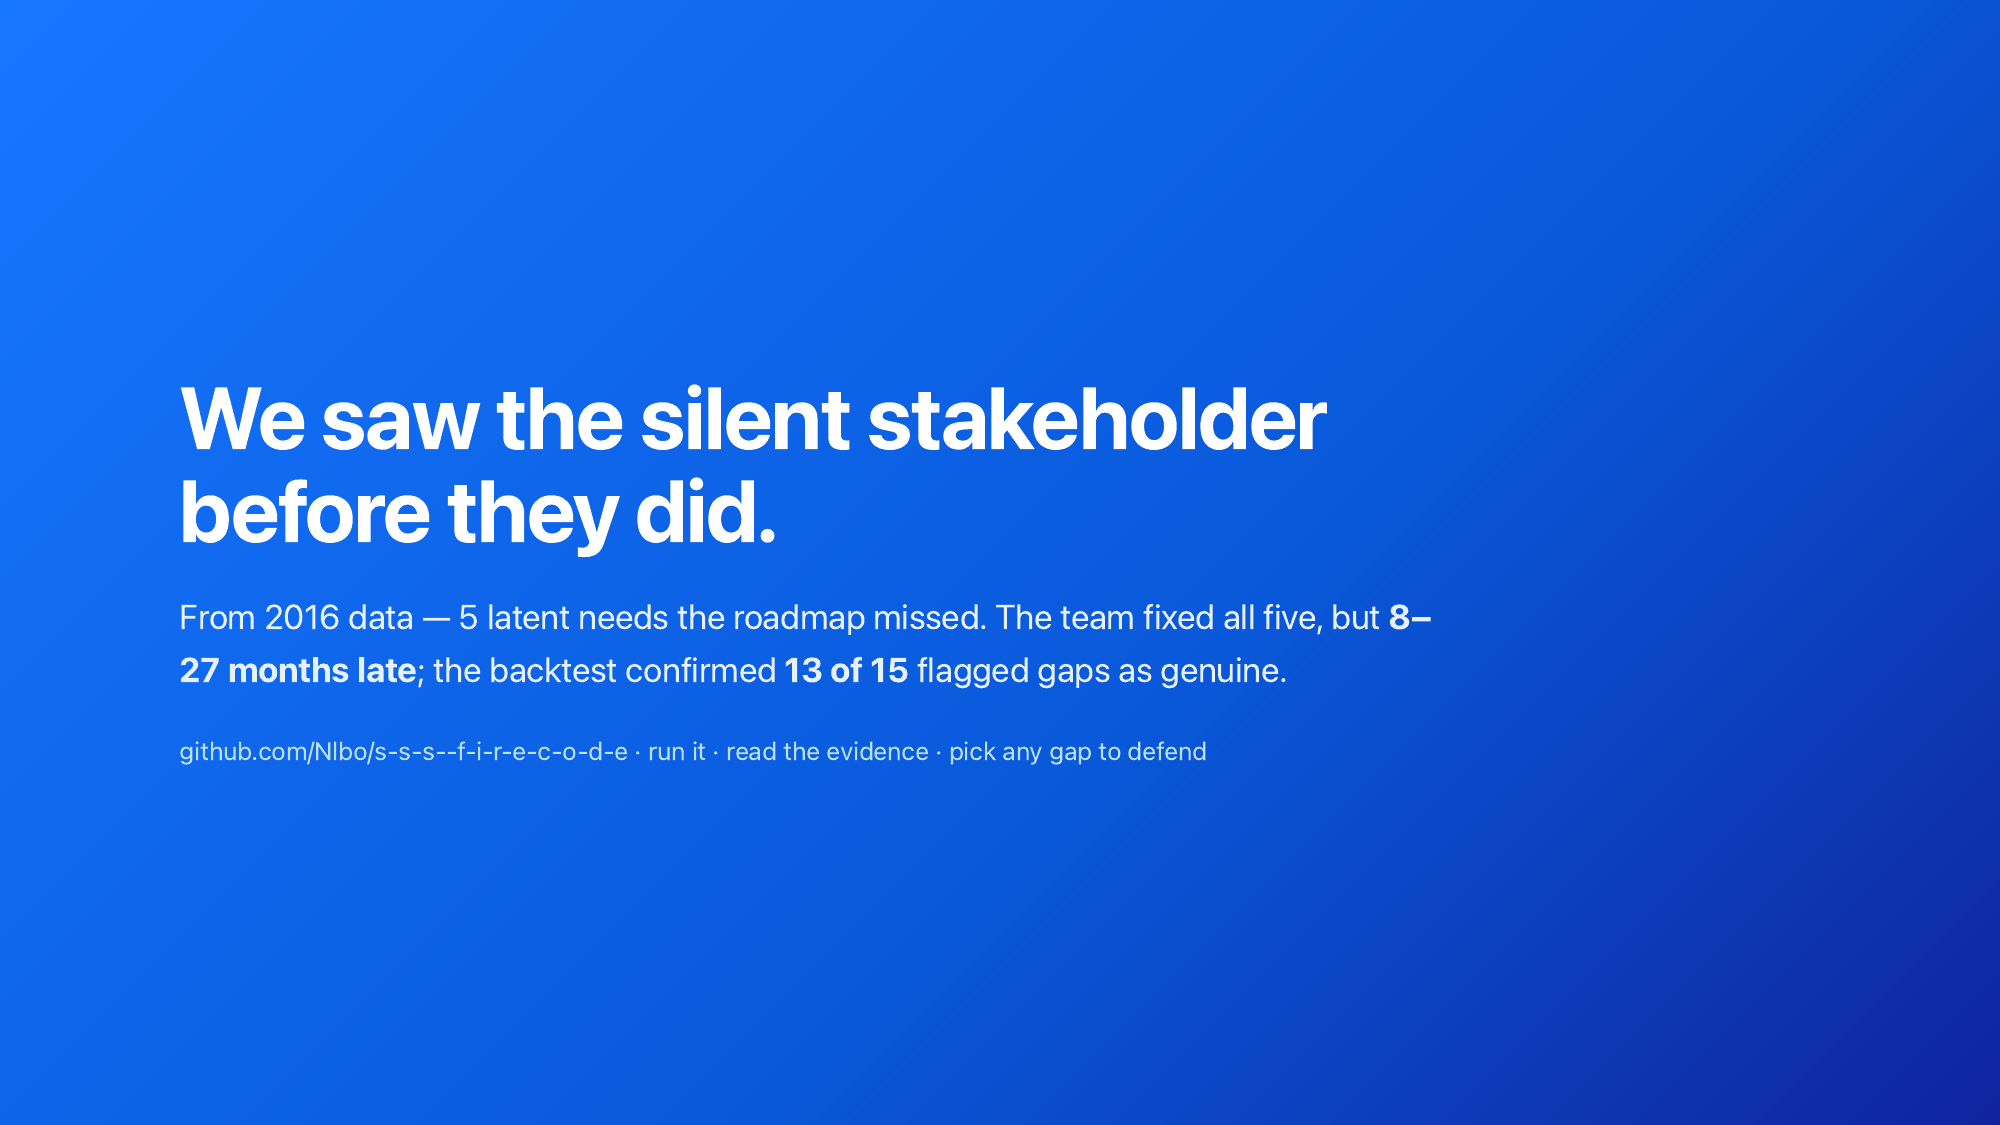 We saw the silent stakeholder
before they did.
From 2016 data — 5 latent needs the roadmap missed. The team fixed all five, but 8–
27 months late; the backtest confirmed 13 of 15 flagged gaps as genuine.
github.com/NIbo/s-s-s--f-i-r-e-c-o-d-e · run it · read the evidence · pick any gap to defend